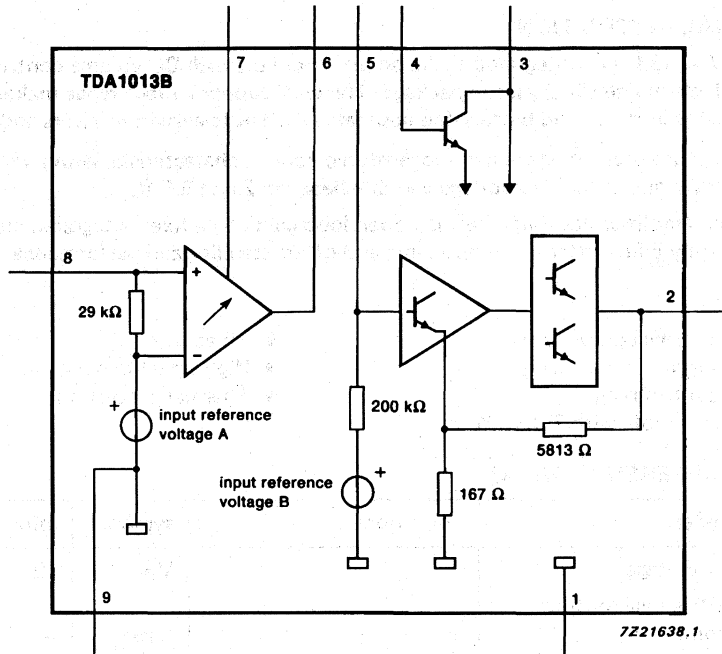 7 6 5 4 3
TDA1013B
8
+
29 kΩ
−
+
input reference
voltage A
2
200 kΩ
5813 Ω
input reference
voltage B
+
167 Ω
9
1
7Z21638.1